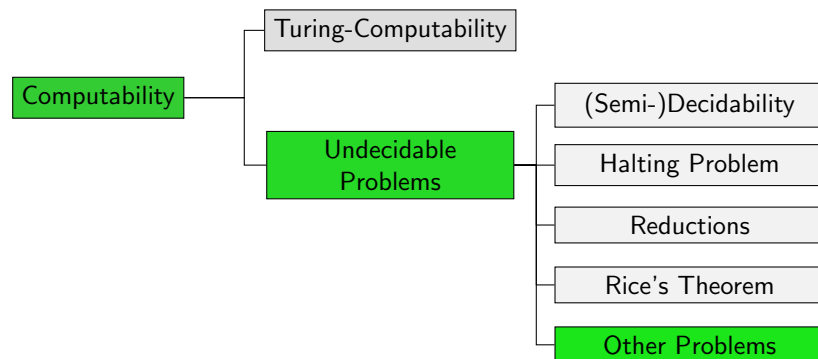 Turing-Computability
Computability
(Semi-)Decidability
Undecidable
Problems
Halting Problem
Reductions
Rice's Theorem
Other Problems